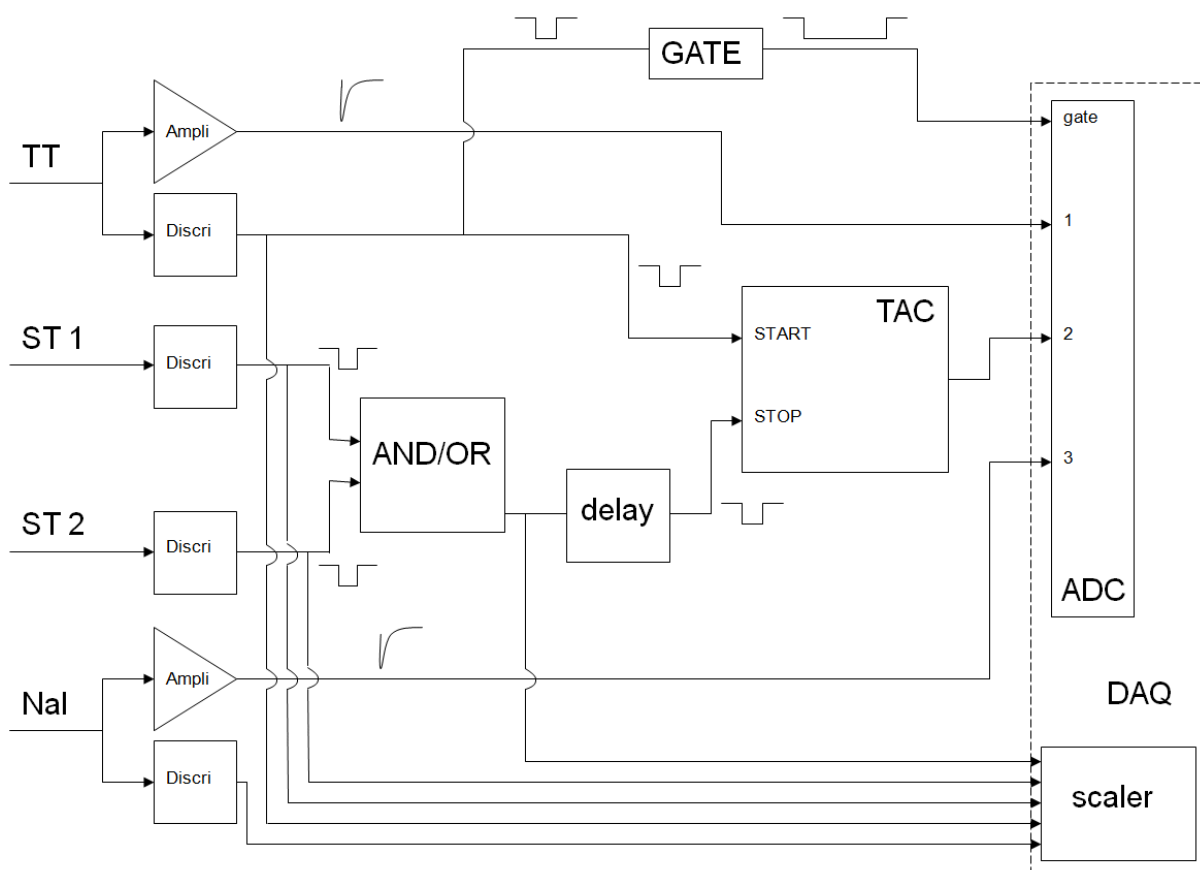 GATE
gate
Ampli
TT
1
Discri
TAC
ST 1
START
2
Discri
STOP
AND/OR
3
delay
ST 2
Discri
ADC
Ampli
DAQ
NaI
Discri
scaler